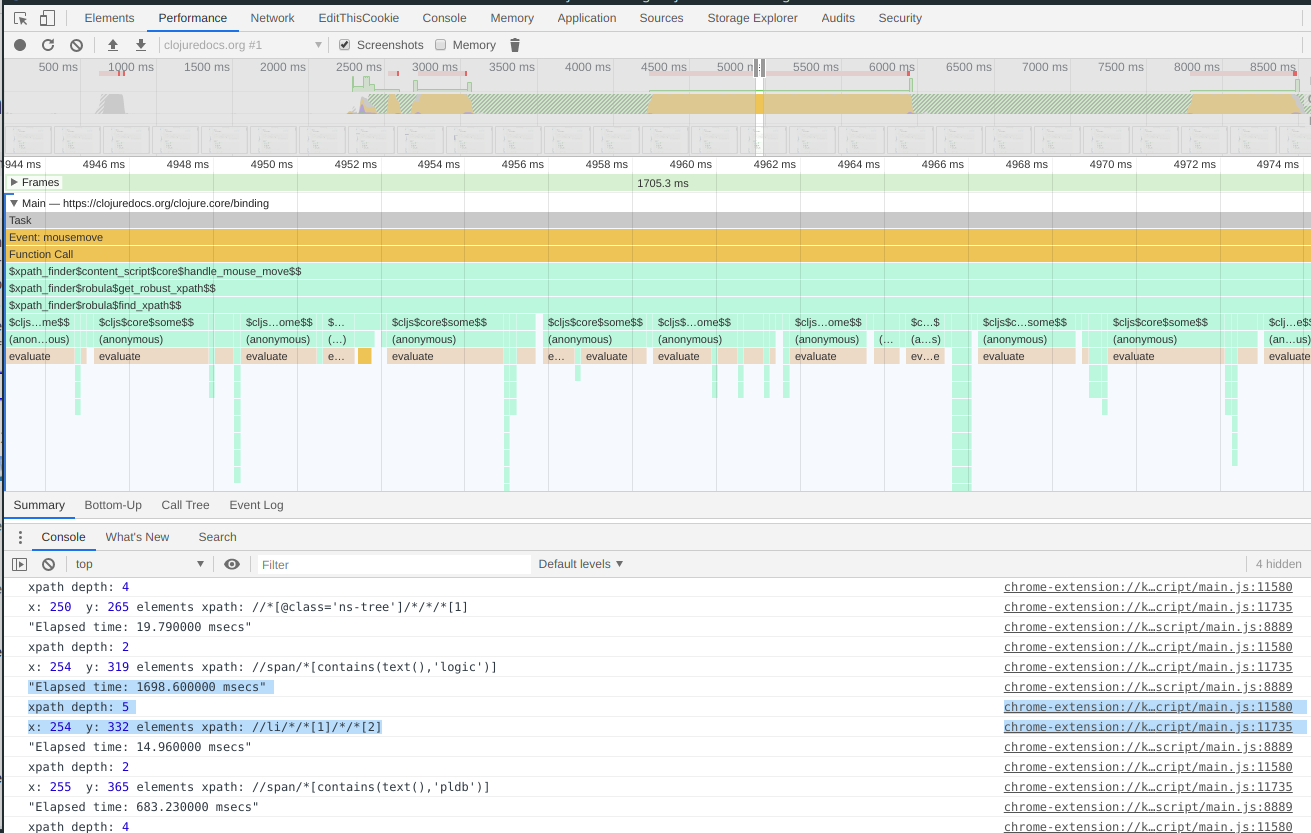 Elements Performance Network EditThisCookie Console Memory Application Sources Storage Explorer Audits Security
clojuredocs.org #1 Screenshots Memory
500 ms 1000 ms 1500 ms 2000 ms 2500 ms 3000 ms 3500 ms 4000 ms 4500 ms 5000 m 5500 ms 6000 ms 6500 ms 7000 ms 7500 ms 8000 ms 8500 ms
944 ms 4946 ms 4948 ms 4950 ms 4952 ms 4954 ms 4956 ms 4958 ms 4960 ms 4962 ms 4964 ms 4966 ms 4968 ms 4970 ms 4972 ms 4974 ms
Frames 1705.3 ms
Main — https://clojuredocs.org/clojure.core/binding
Task
Event: mousemove
Function Call
$xpath_finder$content_script$core$handle_mouse_move$$
$xpath_finder$robula$get_robust_xpath$$
$xpath_finder$robula$find_xpath$$
$cljs…me$$ $cljs$core$some$$ $cljs…ome$$ $… $cljs$core$some$$ $cljs$core$some$$ $cljs$…ome$$ $cljs…ome$$ $c…$ $cljs$c…some$$ $cljs$core$some$$ $clj…e$$
(anon…ous) (anonymous) (anonymous) (…) (anonymous) (anonymous) (anonymous) (anonymous) (… (a…s) (anonymous) (anonymous) (an…us)
evaluate evaluate evaluate e… evaluate e… evaluate evaluate evaluate ev…e evaluate evaluate evaluate
Summary Bottom-Up Call Tree Event Log
Console What's New Search
top Filter Default levels 4 hidden
xpath depth: 4 chrome-extension://k…cript/main.js:11580
x: 250 y: 265 elements xpath: //*[@class='ns-tree']/*/*/*[1] chrome-extension://k…cript/main.js:11735
"Elapsed time: 19.790000 msecs" chrome-extension://k…script/main.js:8889
xpath depth: 2 chrome-extension://k…cript/main.js:11580
x: 254 y: 319 elements xpath: //span/*[contains(text(),'logic')] chrome-extension://k…cript/main.js:11735
"Elapsed time: 1698.600000 msecs" chrome-extension://k…script/main.js:8889
xpath depth: 5 chrome-extension://k…cript/main.js:11580
x: 254 y: 332 elements xpath: //li/*/*[1]/*/*[2] chrome-extension://k…cript/main.js:11735
"Elapsed time: 14.960000 msecs" chrome-extension://k…script/main.js:8889
xpath depth: 2 chrome-extension://k…cript/main.js:11580
x: 255 y: 365 elements xpath: //span/*[contains(text(),'pldb')] chrome-extension://k…cript/main.js:11735
"Elapsed time: 683.230000 msecs" chrome-extension://k…script/main.js:8889
xpath depth: 4 chrome-extension://k…cript/main.js:11580